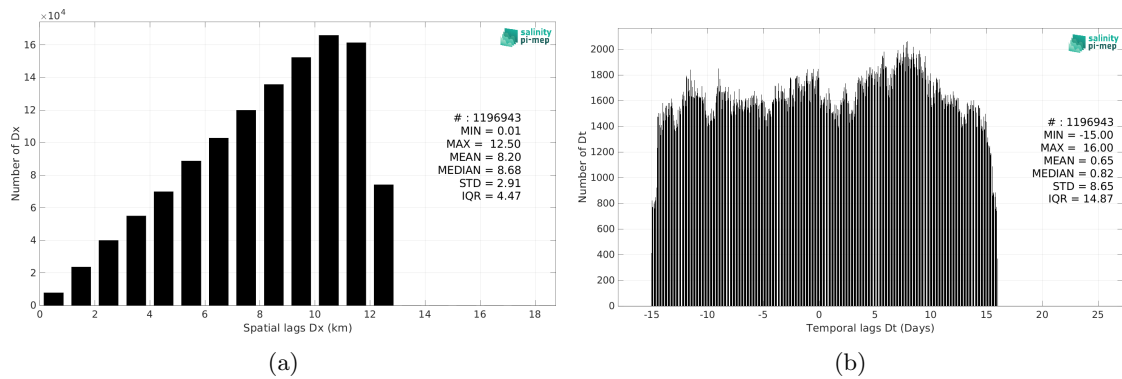 ×10⁴
16
14
12
10
8
6
4
2
0
Number of Dx
0 2 4 6 8 10 12 14 16 18
Spatial lags Dx (km)
salinity
pi-mep
# : 1196943
MIN = 0.01
MAX = 12.50
MEAN = 8.20
MEDIAN = 8.68
STD = 2.91
IQR = 4.47
(a)
2000
1800
1600
1400
1200
1000
800
600
400
200
0
Number of Dt
-15 -10 -5 0 5 10 15 20 25
Temporal lags Dt (Days)
salinity
pi-mep
# : 1196943
MIN = -15.00
MAX = 16.00
MEAN = 0.65
MEDIAN = 0.82
STD = 8.65
IQR = 14.87
(b)